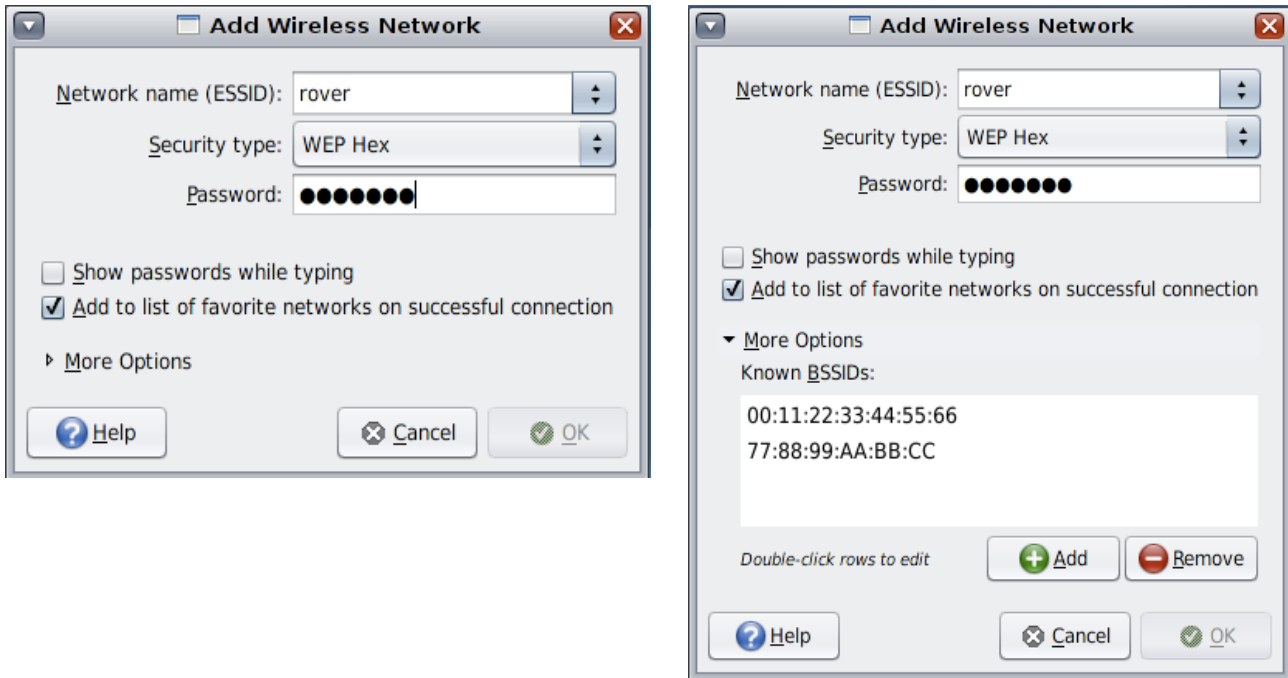 Add Wireless Network
Network name (ESSID): rover
Security type: WEP Hex
Password: ●●●●●●●
Show passwords while typing
Add to list of favorite networks on successful connection
More Options
Help Cancel OK
Add Wireless Network
Network name (ESSID): rover
Security type: WEP Hex
Password: ●●●●●●●
Show passwords while typing
Add to list of favorite networks on successful connection
More Options
Known BSSIDs:
00:11:22:33:44:55:66
77:88:99:AA:BB:CC
Double-click rows to edit Add Remove
Help Cancel OK